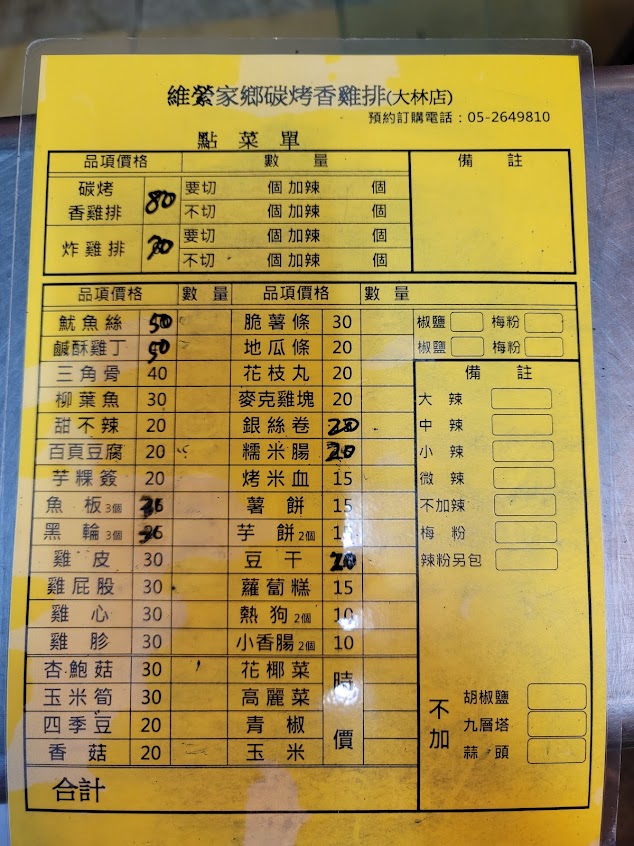 維縈家鄉碳烤香雞排(大林店)
預約訂購電話：05-2649810
點菜單
品項價格 數量 備註
碳烤香雞排 80 要切 個 加辣 個
不切 個 加辣 個
炸雞排 70 要切 個 加辣 個
不切 個 加辣 個
品項價格 數量 品項價格 數量
魷魚絲 50 脆薯條 30 椒鹽 梅粉
鹹酥雞丁 50 地瓜條 20 椒鹽 梅粉
三角骨 40 花枝丸 20 備註
柳葉魚 30 麥克雞塊 20 大辣
甜不辣 20 銀絲卷 20 中辣
百頁豆腐 20 糯米腸 20 小辣
芋粿簽 20 烤米血 15 微辣
魚板3個 薯餅 15 不加辣
黑輪3個 芋餅2個 梅粉
雞皮 30 豆干 20 辣粉另包
雞屁股 30 蘿蔔糕 15
雞心 30 熱狗2個 10
雞胗 30 小香腸2個 10
杏鮑菇 30 花椰菜 時價 不加 胡椒鹽
玉米筍 30 高麗菜 九層塔
四季豆 20 青椒 蒜頭
香菇 20 玉米
合計